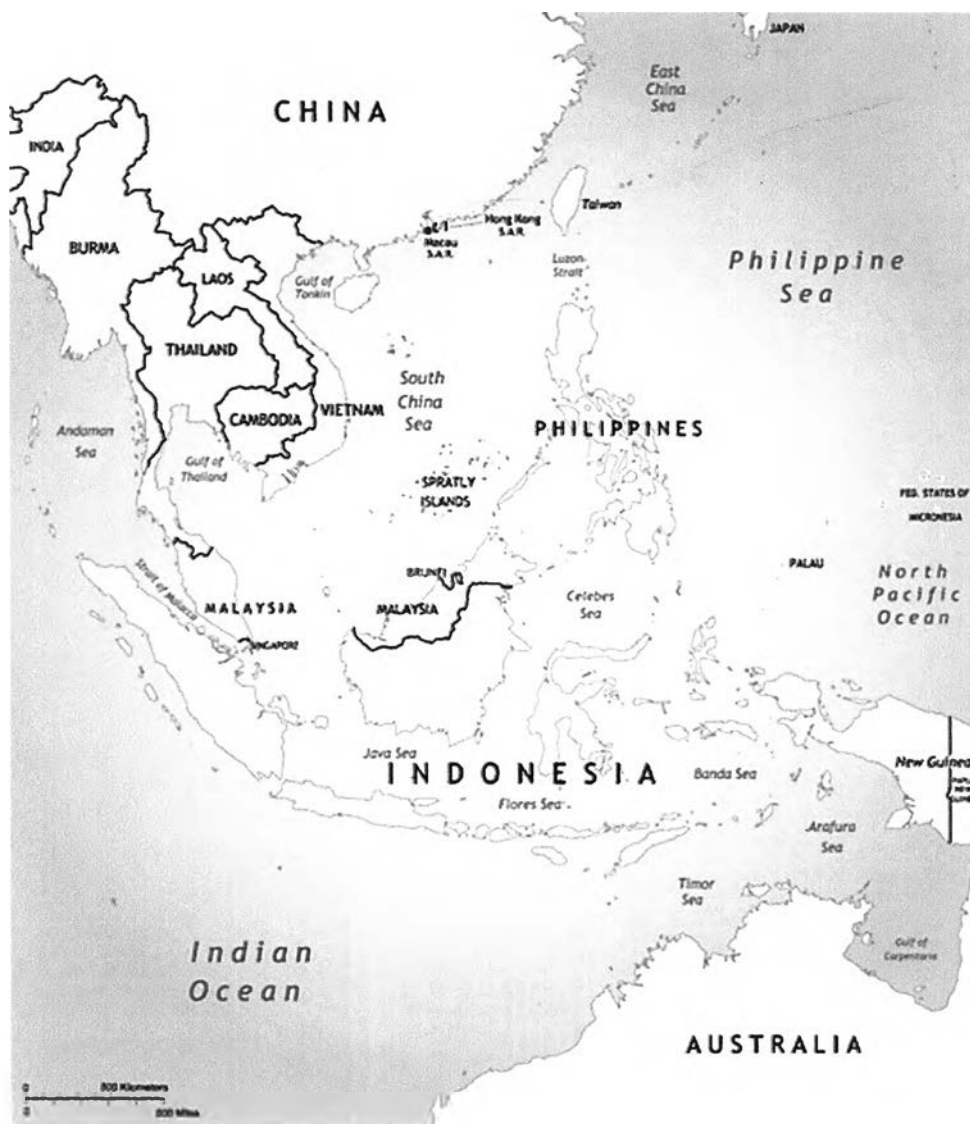 JAPAN
East
China
Sea
CHINA
INDIA
Taiwan
Hong Kong
S.A.R.
Macau
S.A.R.
BURMA
LAOS
Gulf of
Tonkin
Luzon
Strait
Philippine
Sea
THAILAND
South
China
Sea
CAMBODIA
VIETNAM
PHILIPPINES
Andaman
Sea
Gulf of
Thailand
SPRATLY
ISLANDS
FED. STATES OF
MICRONESIA
PALAU
North
Pacific
Ocean
BRUNEI
Strait of Malacca
MALAYSIA
MALAYSIA
Celebes
Sea
SINGAPORE
Java Sea
INDONESIA
Banda Sea
New Guinea
Flores Sea
Arafura
Sea
Timor
Sea
Gulf of
Carpentaria
Indian
Ocean
AUSTRALIA
0
500 Kilometers
0
500 Miles